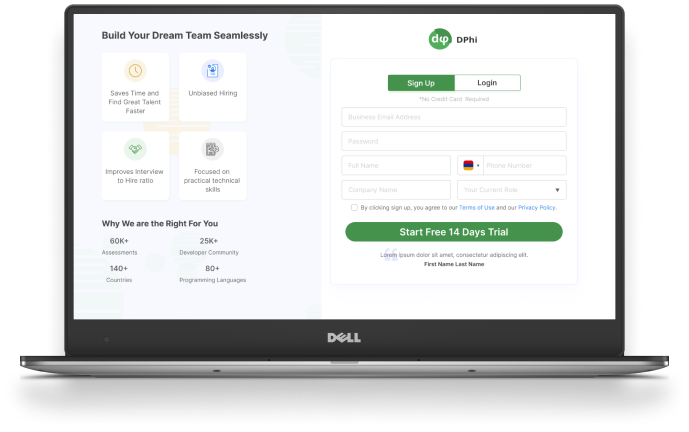 Build Your Dream Team Seamlessly
Saves Time and
Find Great Talent
Faster
Unbiased Hiring
Improves Interview
to Hire ratio
Focused on
practical technical
skills
Why We are the Right For You
60K+
Assessments
25K+
Developer Community
140+
Countries
80+
Programming Languages
dφ DPhi
Sign Up
Login
*No Credit Card Required
Business Email Address
Password
Full Name
Phone Number
Company Name
Your Current Role
By clicking sign up, you agree to our Terms of Use and our Privacy Policy.
Start Free 14 Days Trial
Lorem ipsum dolor sit amet, consectetur adipiscing elit.
First Name Last Name
DELL